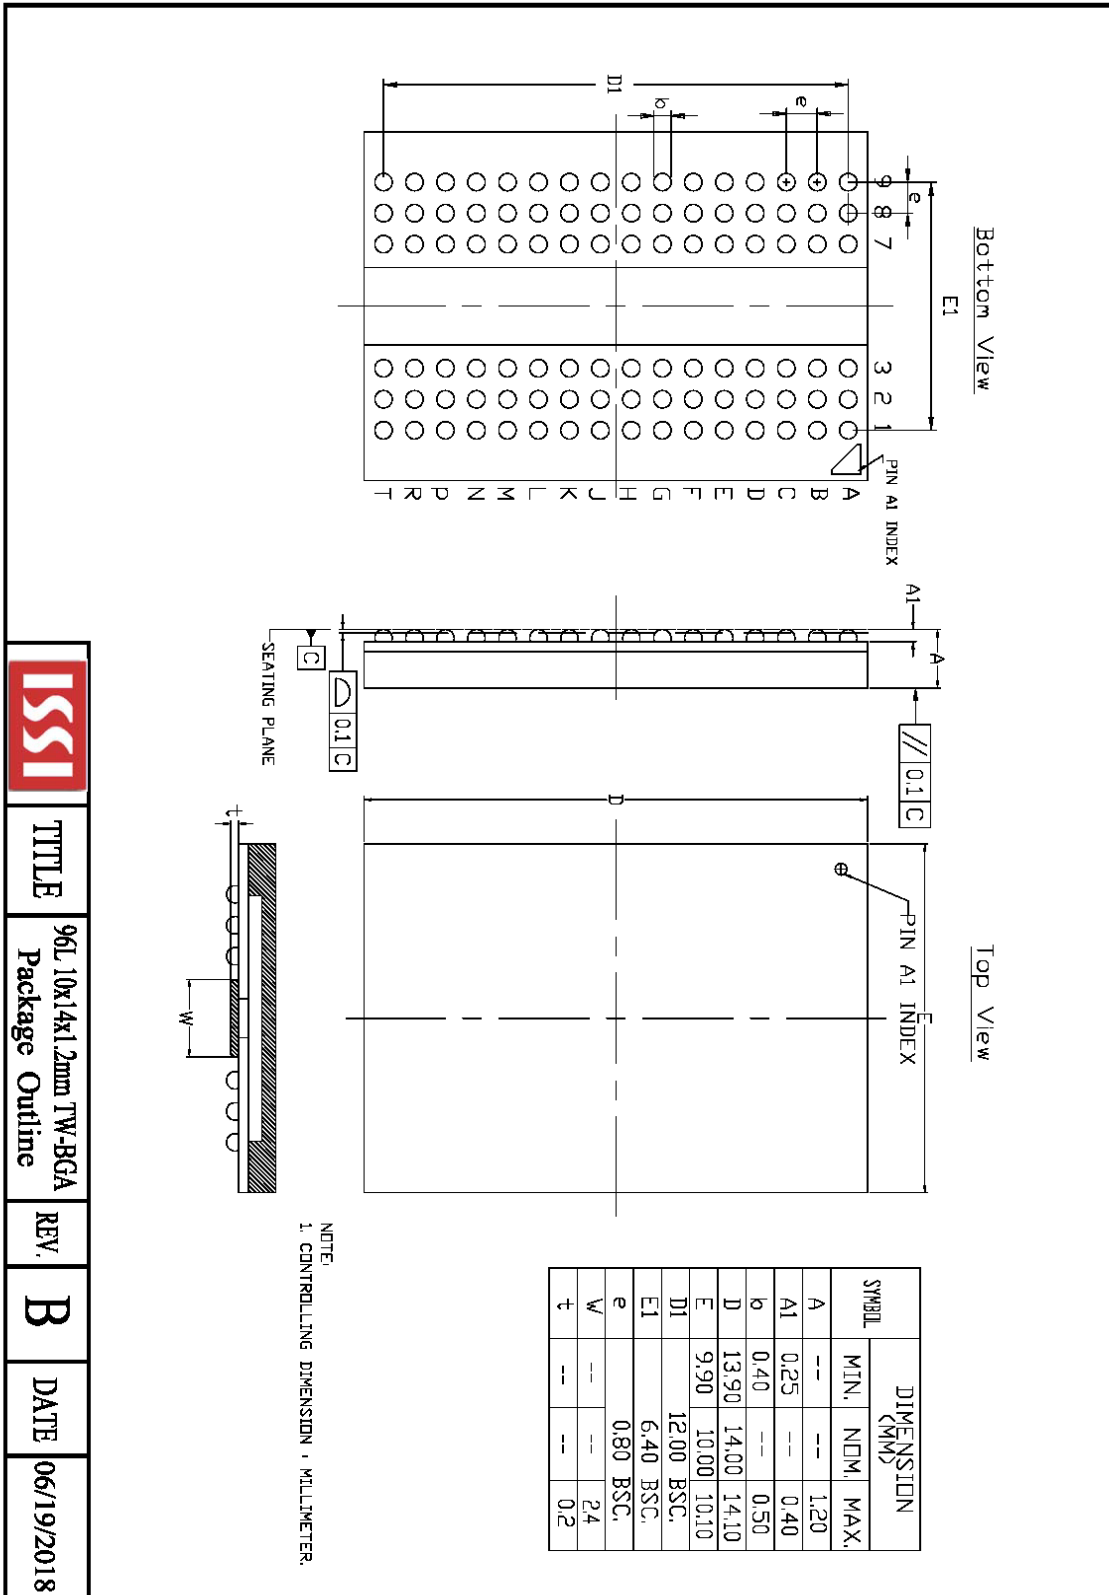 Bottom View
E1
e
9 8 7 3 2 1
D1
b
e
PIN A1 INDEX
A
B
C
D
E
F
G
H
J
K
L
M
N
P
R
T
A1
A
// 0.1 C
0.1 C
C
SEATING PLANE
Top View
E
PIN A1 INDEX
D
t
W
SYMBOL DIMENSION (MM)
MIN. NOM. MAX.
A -- -- 1.20
A1 0.25 -- 0.40
b 0.40 -- 0.50
D 13.90 14.00 14.10
E 9.90 10.00 10.10
D1 12.00 BSC.
E1 6.40 BSC.
e 0.80 BSC.
W -- -- 2.4
t -- -- 0.2
NOTE:
1. CONTROLLING DIMENSION : MILLIMETER.
ISSI
TITLE
96L 10x14x1.2mm TW-BGA
Package Outline
REV.
B
DATE
06/19/2018